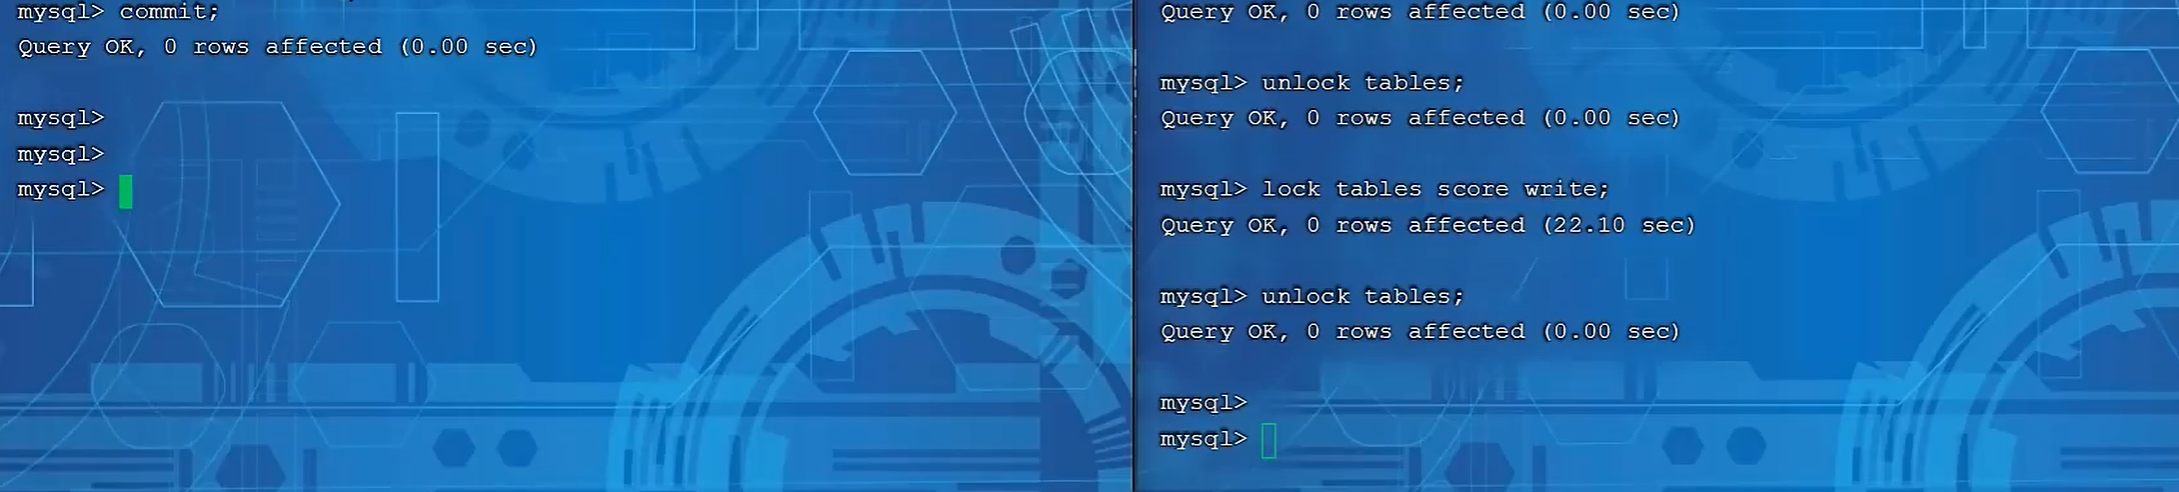 mysql> commit;
Query OK, 0 rows affected (0.00 sec)
mysql>
mysql>
mysql>
Query OK, 0 rows affected (0.00 sec)
mysql> unlock tables;
Query OK, 0 rows affected (0.00 sec)
mysql> lock tables score write;
Query OK, 0 rows affected (22.10 sec)
mysql> unlock tables;
Query OK, 0 rows affected (0.00 sec)
mysql>
mysql>